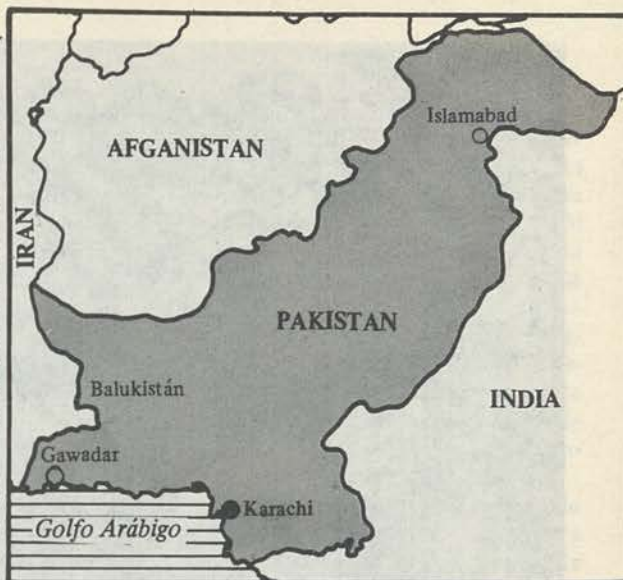 Islamabad
AFGANISTAN
IRAN
PAKISTAN
Balukistán
INDIA
Gawadar
Karachi
Golfo Arábigo